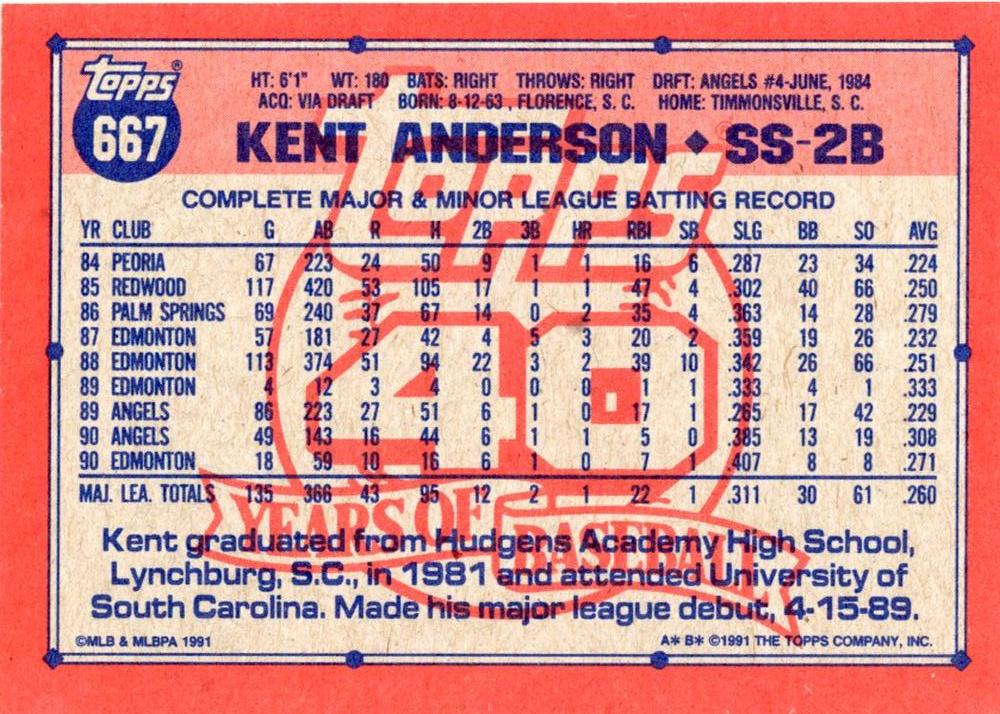 Topps®
667
HT: 6'1" WT: 180 BATS: RIGHT THROWS: RIGHT DRFT: ANGELS #4-JUNE, 1984
ACQ: VIA DRAFT BORN: 8-12-63, FLORENCE, S. C. HOME: TIMMONSVILLE, S. C.
KENT ANDERSON ◆ SS-2B
COMPLETE MAJOR & MINOR LEAGUE BATTING RECORD
YR CLUB G AB R H 2B 3B HR RBI SB SLG BB SO AVG
84 PEORIA 67 223 24 50 9 1 1 16 6 .287 23 34 .224
85 REDWOOD 117 420 53 105 17 1 1 47 4 .302 40 66 .250
86 PALM SPRINGS 69 240 37 67 14 0 2 35 4 .363 14 28 .279
87 EDMONTON 57 181 27 42 4 5 3 20 2 .359 19 26 .232
88 EDMONTON 113 374 51 94 22 3 2 39 10 .342 26 66 .251
89 EDMONTON 4 12 3 4 0 0 0 1 1 .333 4 1 .333
89 ANGELS 86 223 27 51 6 1 0 17 1 .265 17 42 .229
90 ANGELS 49 143 16 44 6 1 1 5 0 .385 13 19 .308
90 EDMONTON 18 59 10 16 6 1 0 7 1 .407 8 8 .271
MAJ. LEA. TOTALS 135 366 43 95 12 2 1 22 1 .311 30 61 .260
Topps
40
YEARS OF BASEBALL
Kent graduated from Hudgens Academy High School,
Lynchburg, S.C., in 1981 and attended University of
South Carolina. Made his major league debut, 4-15-89.
©MLB & MLBPA 1991 A* B* ©1991 THE TOPPS COMPANY, INC.